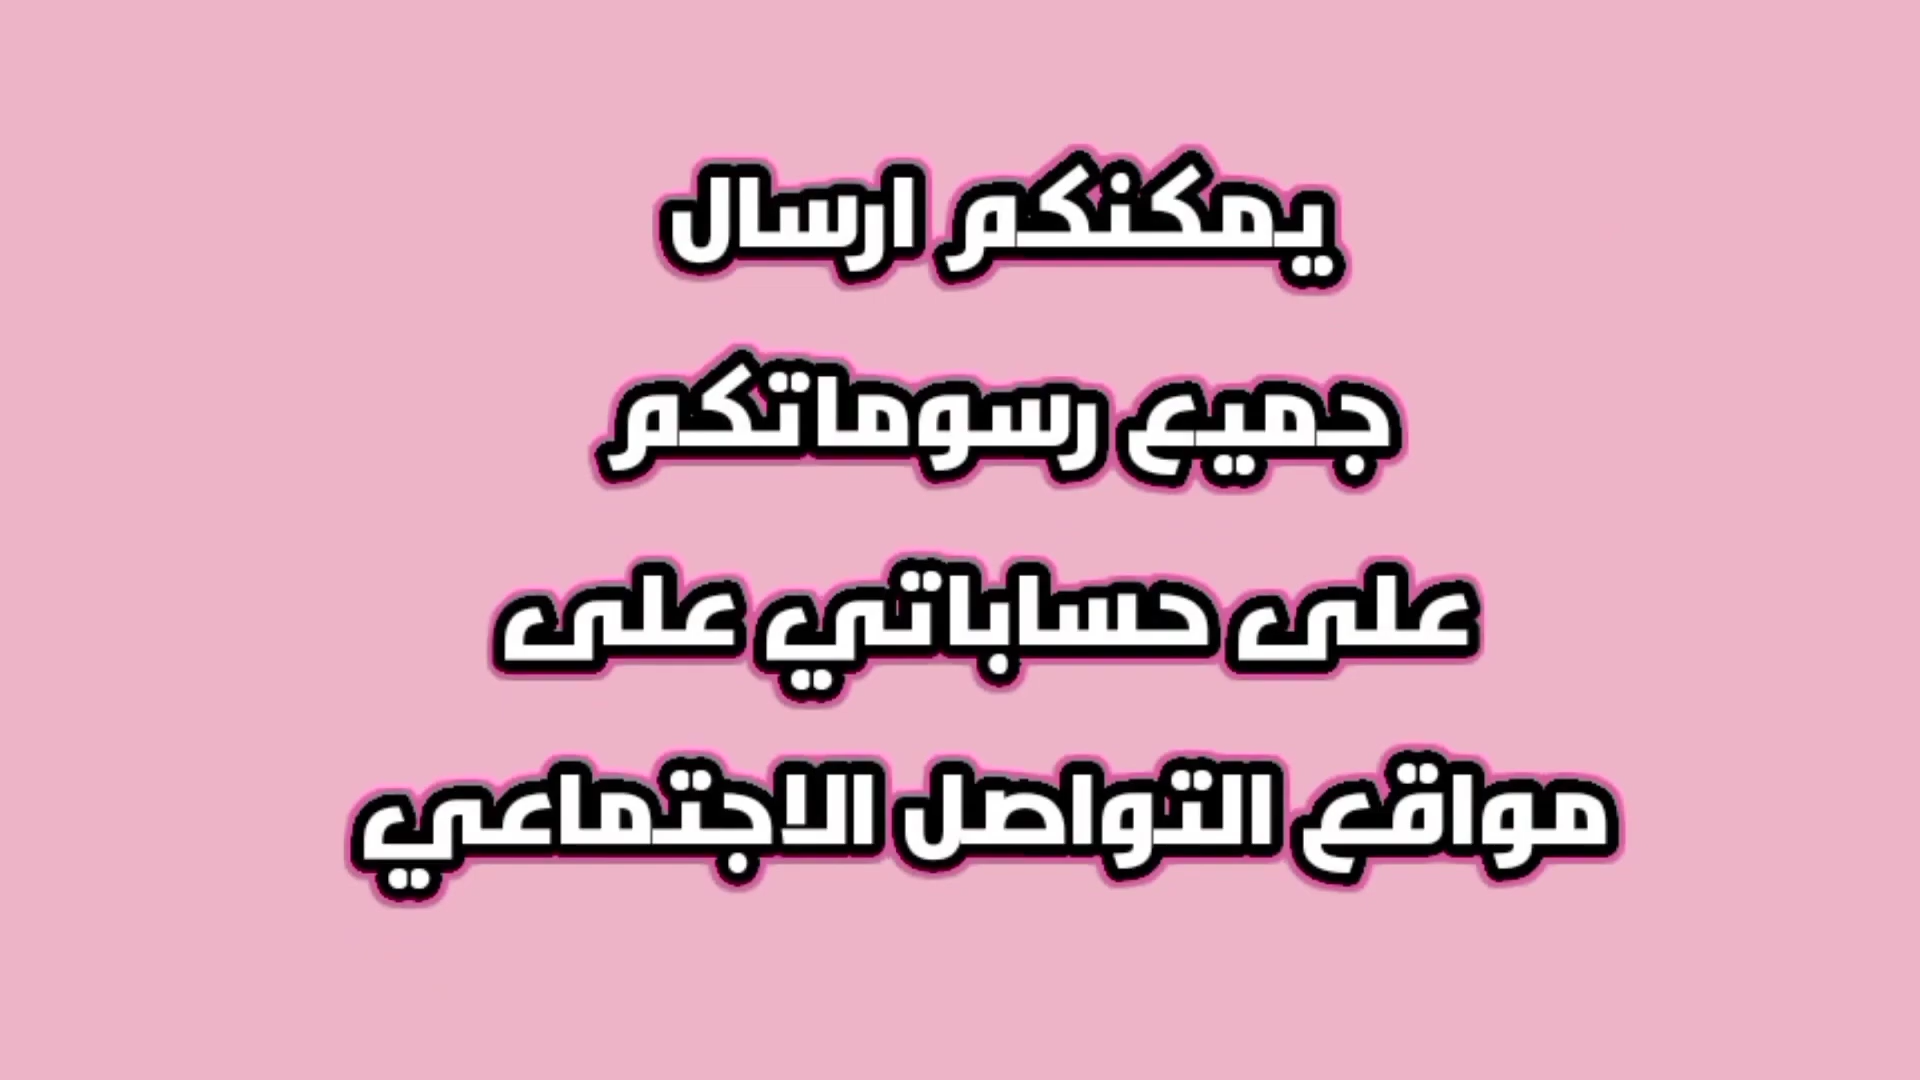 يمكنكم ارسال
جميع رسوماتكم
على حساباتي على
مواقع التواصل الاجتماعي